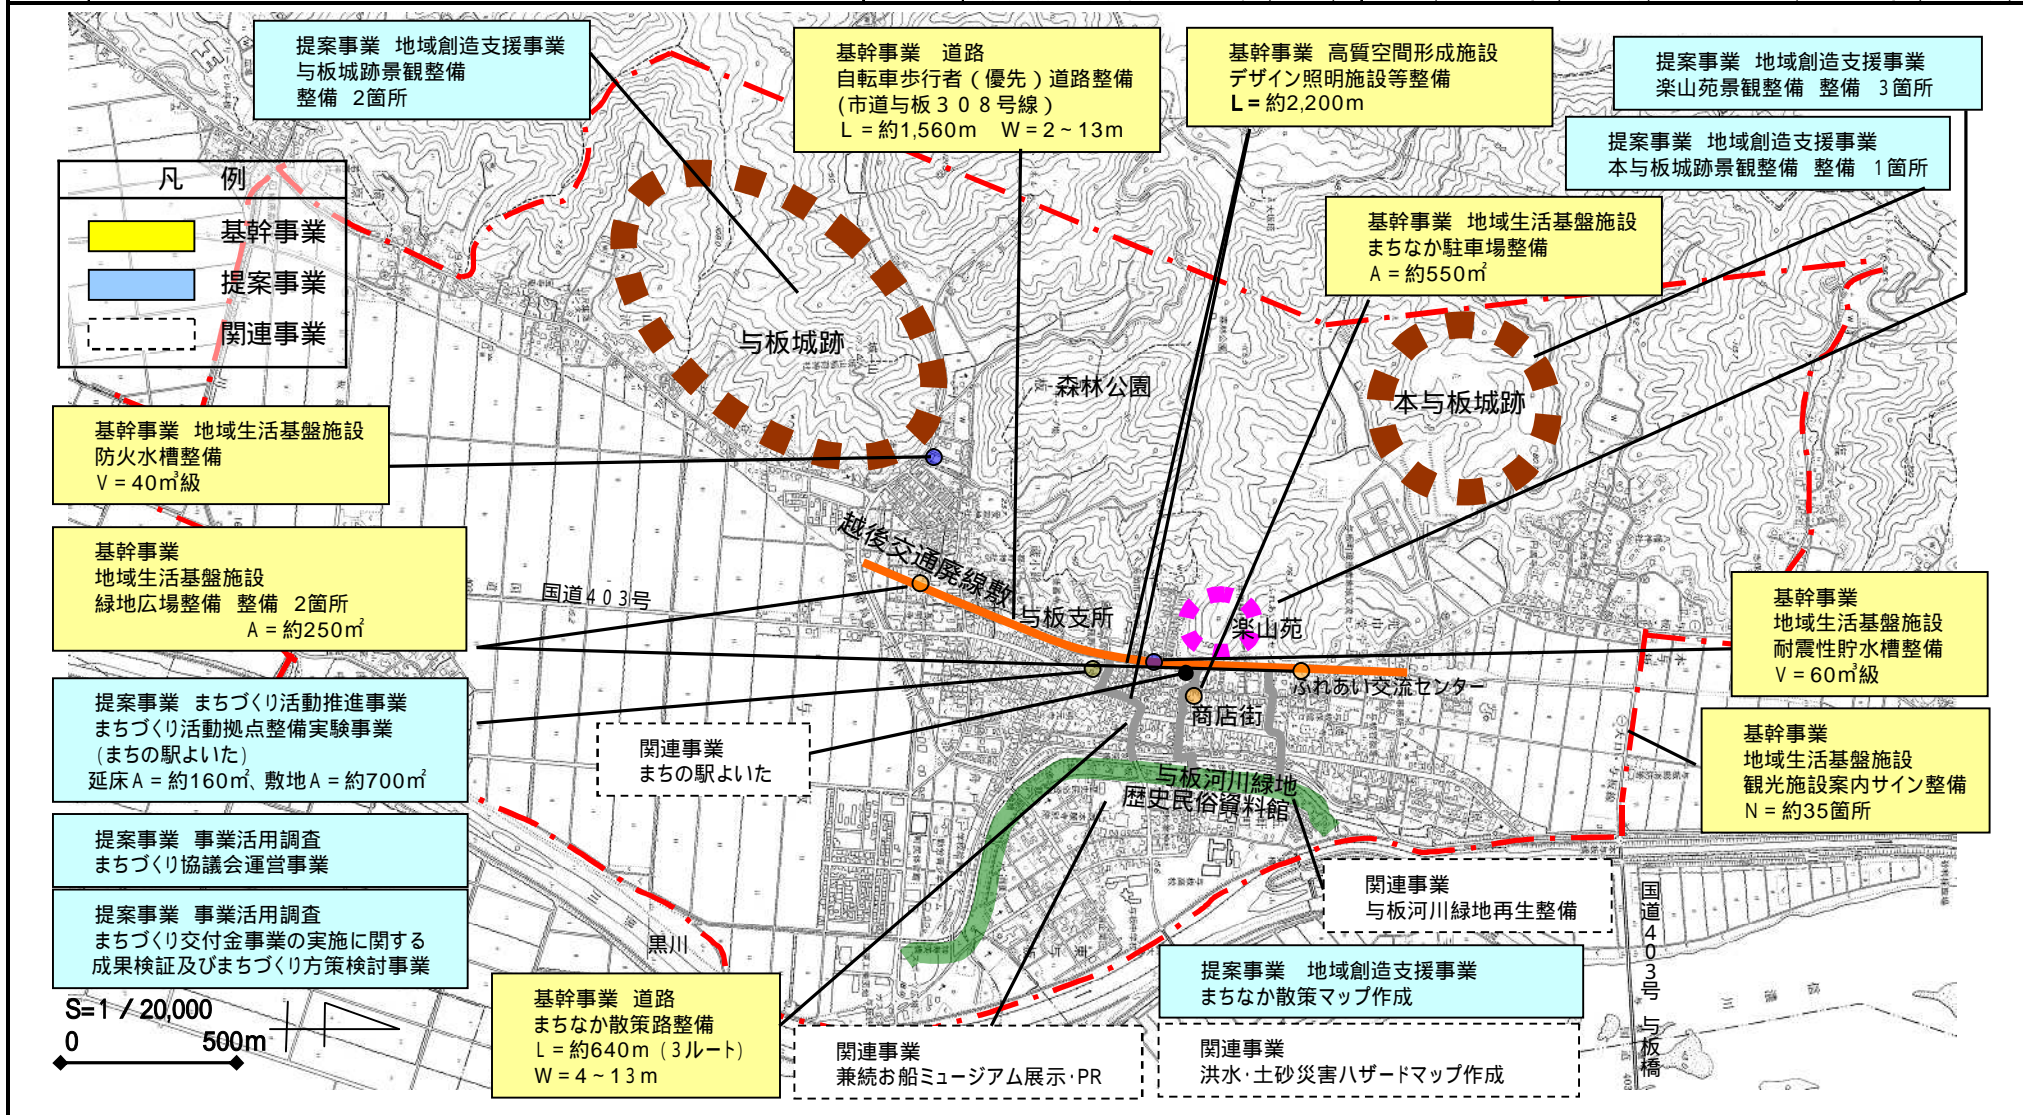 提案事業 地域創造支援事業
与板城跡景観整備
整備 2箇所
基幹事業 道路
自転車歩行者（優先）道路整備
（市道与板３０８号線）
L＝約1,560m W＝2～13m
基幹事業 高質空間形成施設
デザイン照明施設等整備
L＝約2,200m
提案事業 地域創造支援事業
楽山苑景観整備 整備 3箇所
提案事業 地域創造支援事業
本与板城跡景観整備 整備 1箇所
凡 例
基幹事業
提案事業
関連事業
基幹事業 地域生活基盤施設
まちなか駐車場整備
A＝約550㎡
与板城跡
森林公園
本与板城跡
基幹事業 地域生活基盤施設
防火水槽整備
V＝40㎥級
基幹事業
地域生活基盤施設
緑地広場整備 整備 2箇所
A＝約250㎡
越後交通廃線敷
国道403号
与板支所
楽山苑
ふれあい交流センター
商店街
基幹事業
地域生活基盤施設
耐震性貯水槽整備
V＝60㎥級
提案事業 まちづくり活動推進事業
まちづくり活動拠点整備実験事業
（まちの駅よいた）
延床A＝約160㎡、敷地A＝約700㎡
関連事業
まちの駅よいた
基幹事業
地域生活基盤施設
観光施設案内サイン整備
N＝約35箇所
与板河川緑地
歴史民俗資料館
提案事業 事業活用調査
まちづくり協議会運営事業
提案事業 事業活用調査
まちづくり交付金事業の実施に関する
成果検証及びまちづくり方策検討事業
黒川
関連事業
与板河川緑地再生整備
国道403号 与板橋
提案事業 地域創造支援事業
まちなか散策マップ作成
基幹事業 道路
まちなか散策路整備
L＝約640m（3ルート）
W＝4～13m
関連事業
兼続お船ミュージアム展示・PR
関連事業
洪水・土砂災害ハザードマップ作成
S=1／20,000
0 500m